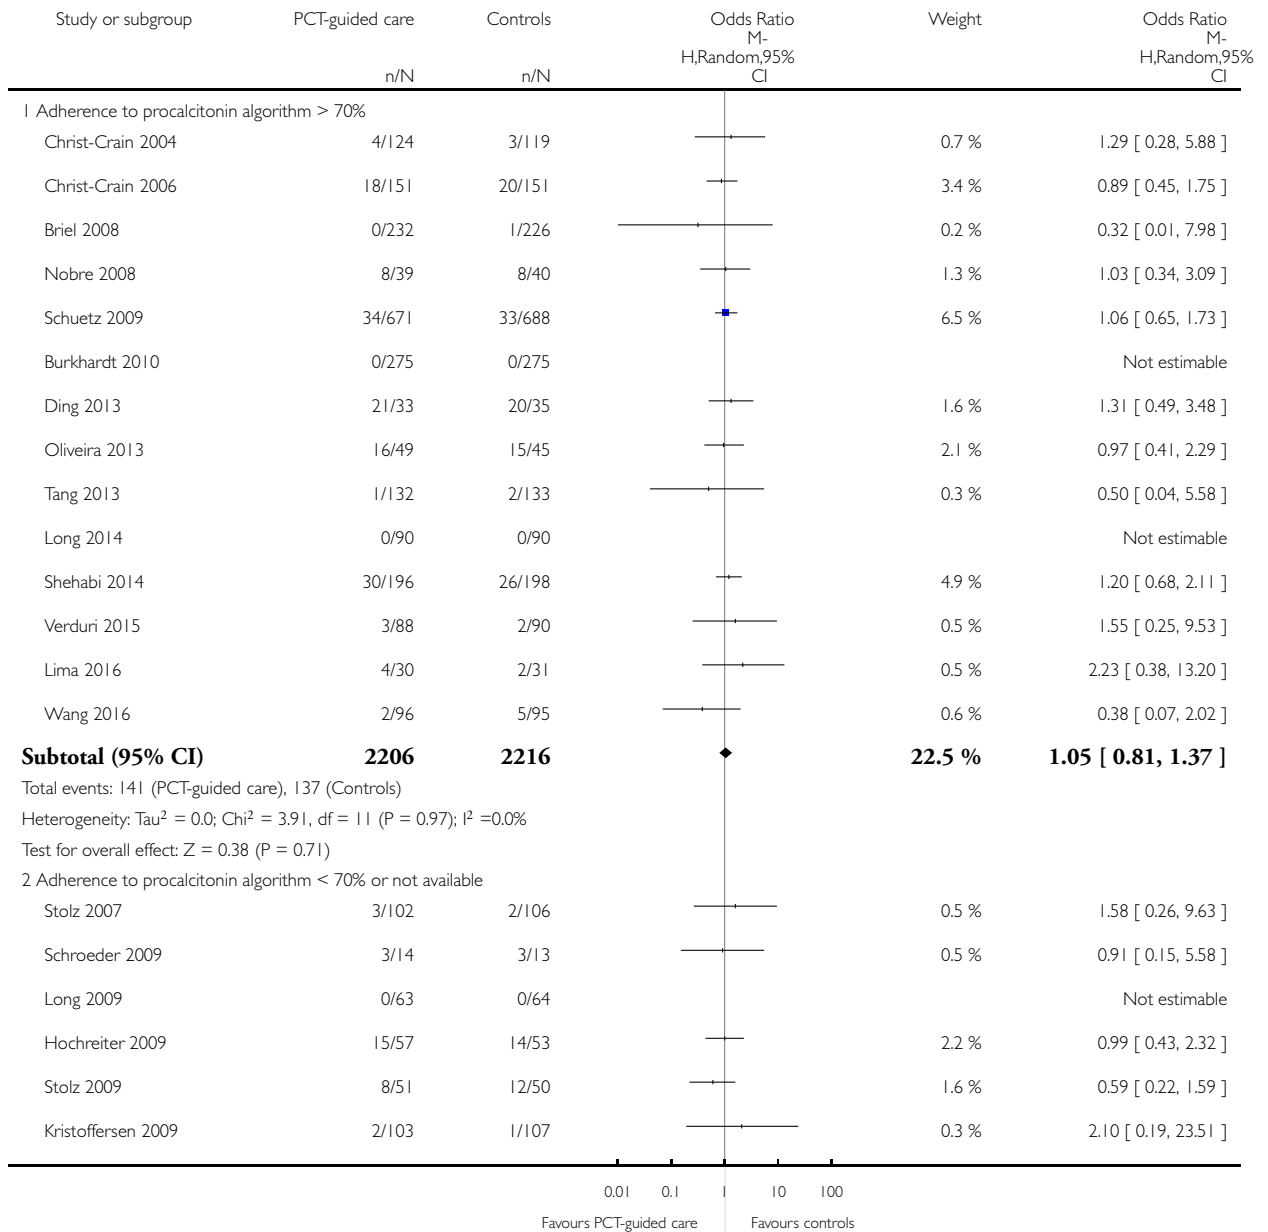 Study or subgroup PCT-guided care Controls Odds Ratio Weight Odds Ratio
M- M-
H,Random,95% H,Random,95%
n/N n/N CI CI
1 Adherence to procalcitonin algorithm > 70%
Christ-Crain 2004 4/124 3/119 0.7 % 1.29 [ 0.28, 5.88 ]
Christ-Crain 2006 18/151 20/151 3.4 % 0.89 [ 0.45, 1.75 ]
Briel 2008 0/232 1/226 0.2 % 0.32 [ 0.01, 7.98 ]
Nobre 2008 8/39 8/40 1.3 % 1.03 [ 0.34, 3.09 ]
Schuetz 2009 34/671 33/688 6.5 % 1.06 [ 0.65, 1.73 ]
Burkhardt 2010 0/275 0/275 Not estimable
Ding 2013 21/33 20/35 1.6 % 1.31 [ 0.49, 3.48 ]
Oliveira 2013 16/49 15/45 2.1 % 0.97 [ 0.41, 2.29 ]
Tang 2013 1/132 2/133 0.3 % 0.50 [ 0.04, 5.58 ]
Long 2014 0/90 0/90 Not estimable
Shehabi 2014 30/196 26/198 4.9 % 1.20 [ 0.68, 2.11 ]
Verduri 2015 3/88 2/90 0.5 % 1.55 [ 0.25, 9.53 ]
Lima 2016 4/30 2/31 0.5 % 2.23 [ 0.38, 13.20 ]
Wang 2016 2/96 5/95 0.6 % 0.38 [ 0.07, 2.02 ]
Subtotal (95% CI) 2206 2216 22.5 % 1.05 [ 0.81, 1.37 ]
Total events: 141 (PCT-guided care), 137 (Controls)
Heterogeneity: Tau² = 0.0; Chi² = 3.91, df = 11 (P = 0.97); I² =0.0%
Test for overall effect: Z = 0.38 (P = 0.71)
2 Adherence to procalcitonin algorithm < 70% or not available
Stolz 2007 3/102 2/106 0.5 % 1.58 [ 0.26, 9.63 ]
Schroeder 2009 3/14 3/13 0.5 % 0.91 [ 0.15, 5.58 ]
Long 2009 0/63 0/64 Not estimable
Hochreiter 2009 15/57 14/53 2.2 % 0.99 [ 0.43, 2.32 ]
Stolz 2009 8/51 12/50 1.6 % 0.59 [ 0.22, 1.59 ]
Kristoffersen 2009 2/103 1/107 0.3 % 2.10 [ 0.19, 23.51 ]
0.01 0.1 1 10 100
Favours PCT-guided care Favours controls